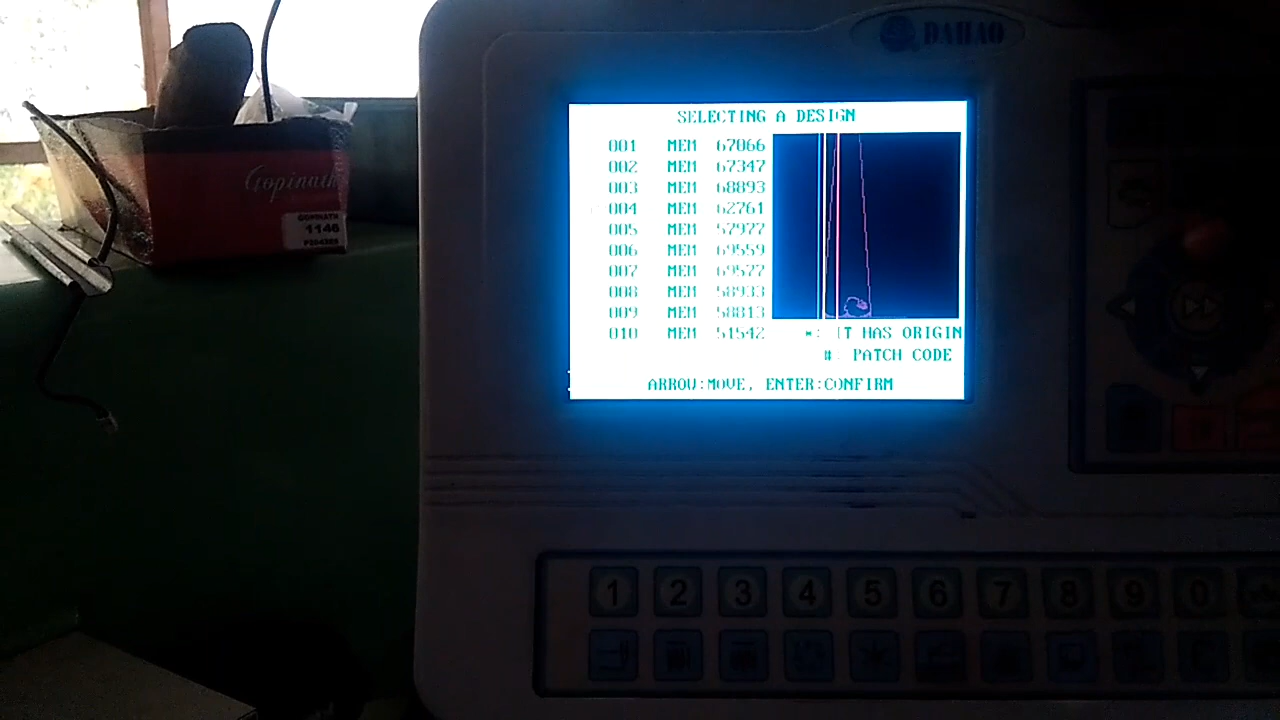 DAHAO
SELECTING A DESIGN
001 MEM 67066
002 MEM 67347
003 MEM 68893
004 MEM 62761
005 MEM 57977
006 MEM 69559
007 MEM 69577
008 MEM 58933
009 MEM 58813
010 MEM 51542
*: IT HAS ORIGIN
#: PATCH CODE
ARROW:MOVE, ENTER:CONFIRM
Gopinath
GOPINATH
1146
1 2 3 4 5 6 7 8 9 0